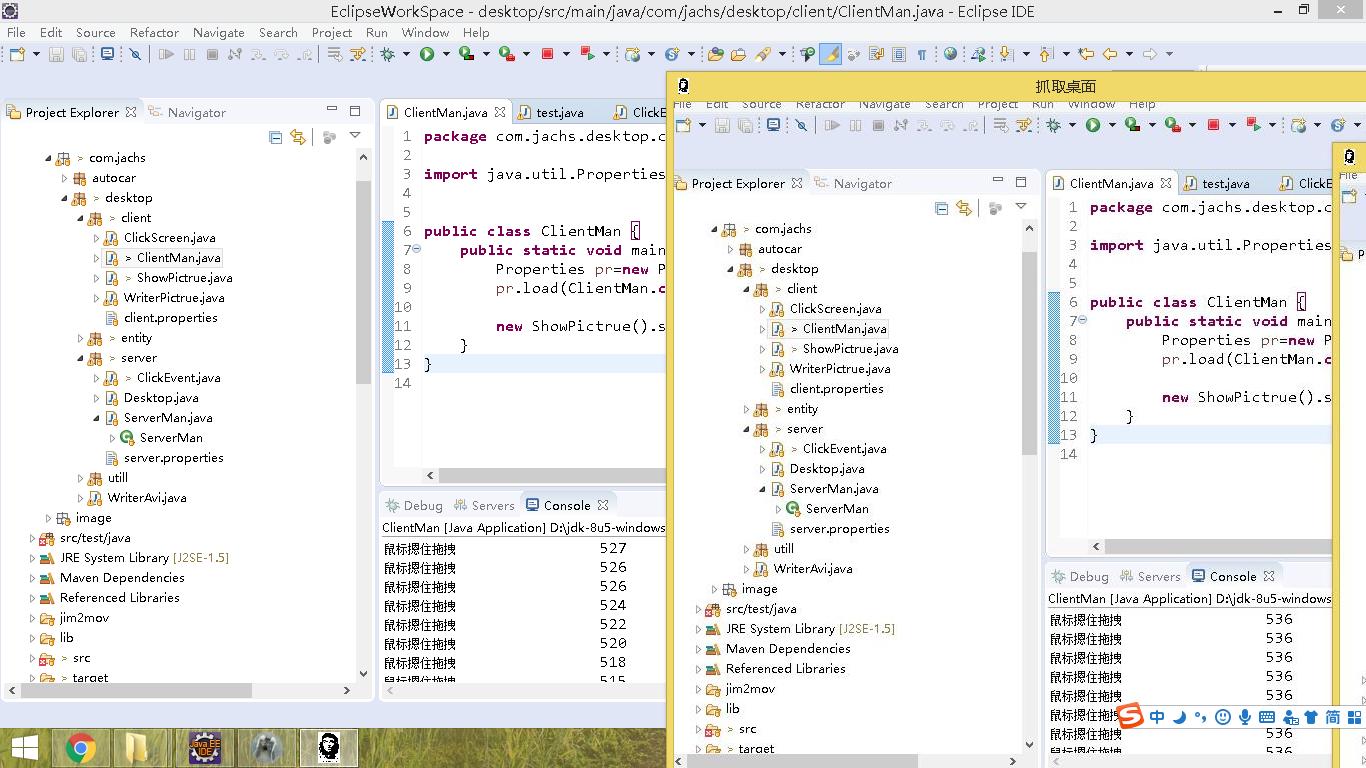 EclipseWorkSpace - desktop/src/main/java/com/jachs/desktop/client/ClientMan.java - Eclipse IDE
File Edit Source Refactor Navigate Search Project Run Window Help
Project Explorer Navigator
com.jachs
autocar
> desktop
> client
ClickScreen.java
> ClientMan.java
> ShowPictrue.java
WriterPictrue.java
client.properties
> entity
> server
> ClickEvent.java
Desktop.java
ServerMan.java
ServerMan
server.properties
utill
WriterAvi.java
image
src/test/java
JRE System Library [J2SE-1.5]
Maven Dependencies
Referenced Libraries
jim2mov
lib
> src
> target
ClientMan.java test.java ClickE
1 package com.jachs.desktop.c
2
3 import java.util.Properties
4
5
6 public class ClientMan {
7 public static void main
8 Properties pr=new P
9 pr.load(ClientMan.c
10
11 new ShowPictrue().s
12 }
13 }
14
Debug Servers Console
ClientMan [Java Application] D:\jdk-8u5-windows
鼠标摁住拖拽 527
鼠标摁住拖拽 526
鼠标摁住拖拽 526
鼠标摁住拖拽 524
鼠标摁住拖拽 522
鼠标摁住拖拽 520
鼠标摁住拖拽 518
鼠标摁住拖拽 515
抓取桌面
File Edit Source Refactor Navigate Search Project Run Window Help
Project Explorer Navigator
> com.jachs
autocar
> desktop
> client
ClickScreen.java
> ClientMan.java
> ShowPictrue.java
WriterPictrue.java
client.properties
> entity
> server
> ClickEvent.java
Desktop.java
ServerMan.java
ServerMan
server.properties
utill
WriterAvi.java
image
src/test/java
JRE System Library [J2SE-1.5]
Maven Dependencies
Referenced Libraries
jim2mov
lib
> src
> target
ClientMan.java test.java ClickE
1 package com.jachs.desktop.c
2
3 import java.util.Properties
4
5
6 public class ClientMan {
7 public static void main
8 Properties pr=new P
9 pr.load(ClientMan.c
10
11 new ShowPictrue().s
12 }
13 }
14
Debug Servers Console
ClientMan [Java Application] D:\jdk-8u5-windows
鼠标摁住拖拽 536
鼠标摁住拖拽 536
鼠标摁住拖拽 536
鼠标摁住拖拽 536
鼠标摁住拖拽 536
鼠标摁住拖拽
鼠标摁住拖拽 536
鼠标摁住拖拽 536
File
P
中 简
Java EE
IDE